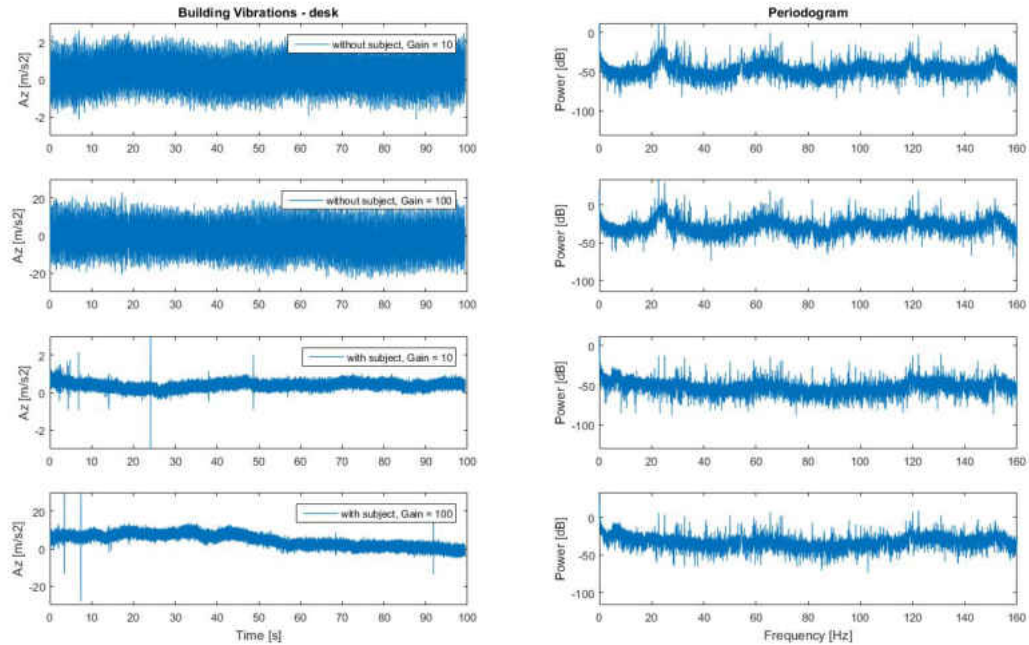 Building Vibrations - desk
Az [m/s2]
2
0
-2
without subject, Gain = 10
0 10 20 30 40 50 60 70 80 90 100
Az [m/s2]
20
0
-20
without subject, Gain = 100
0 10 20 30 40 50 60 70 80 90 100
Az [m/s2]
2
0
-2
with subject, Gain = 10
0 10 20 30 40 50 60 70 80 90 100
Az [m/s2]
20
0
-20
with subject, Gain = 100
0 10 20 30 40 50 60 70 80 90 100
Time [s]
Periodogram
Power [dB]
0
-50
-100
0 20 40 60 80 100 120 140 160
Power [dB]
0
-50
-100
0 20 40 60 80 100 120 140 160
Power [dB]
0
-50
-100
0 20 40 60 80 100 120 140 160
Power [dB]
0
-50
-100
0 20 40 60 80 100 120 140 160
Frequency [Hz]